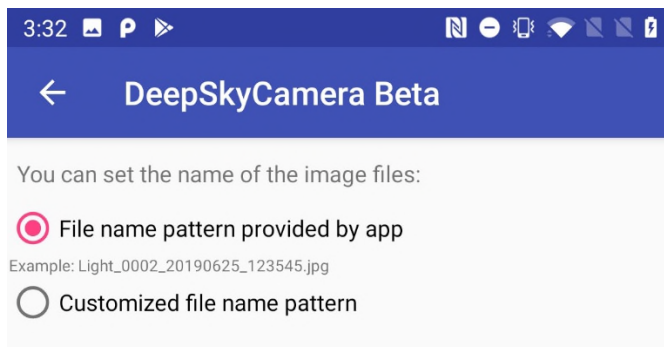 3:32
DeepSkyCamera Beta
You can set the name of the image files:
File name pattern provided by app
Example: Light_0002_20190625_123545.jpg
Customized file name pattern